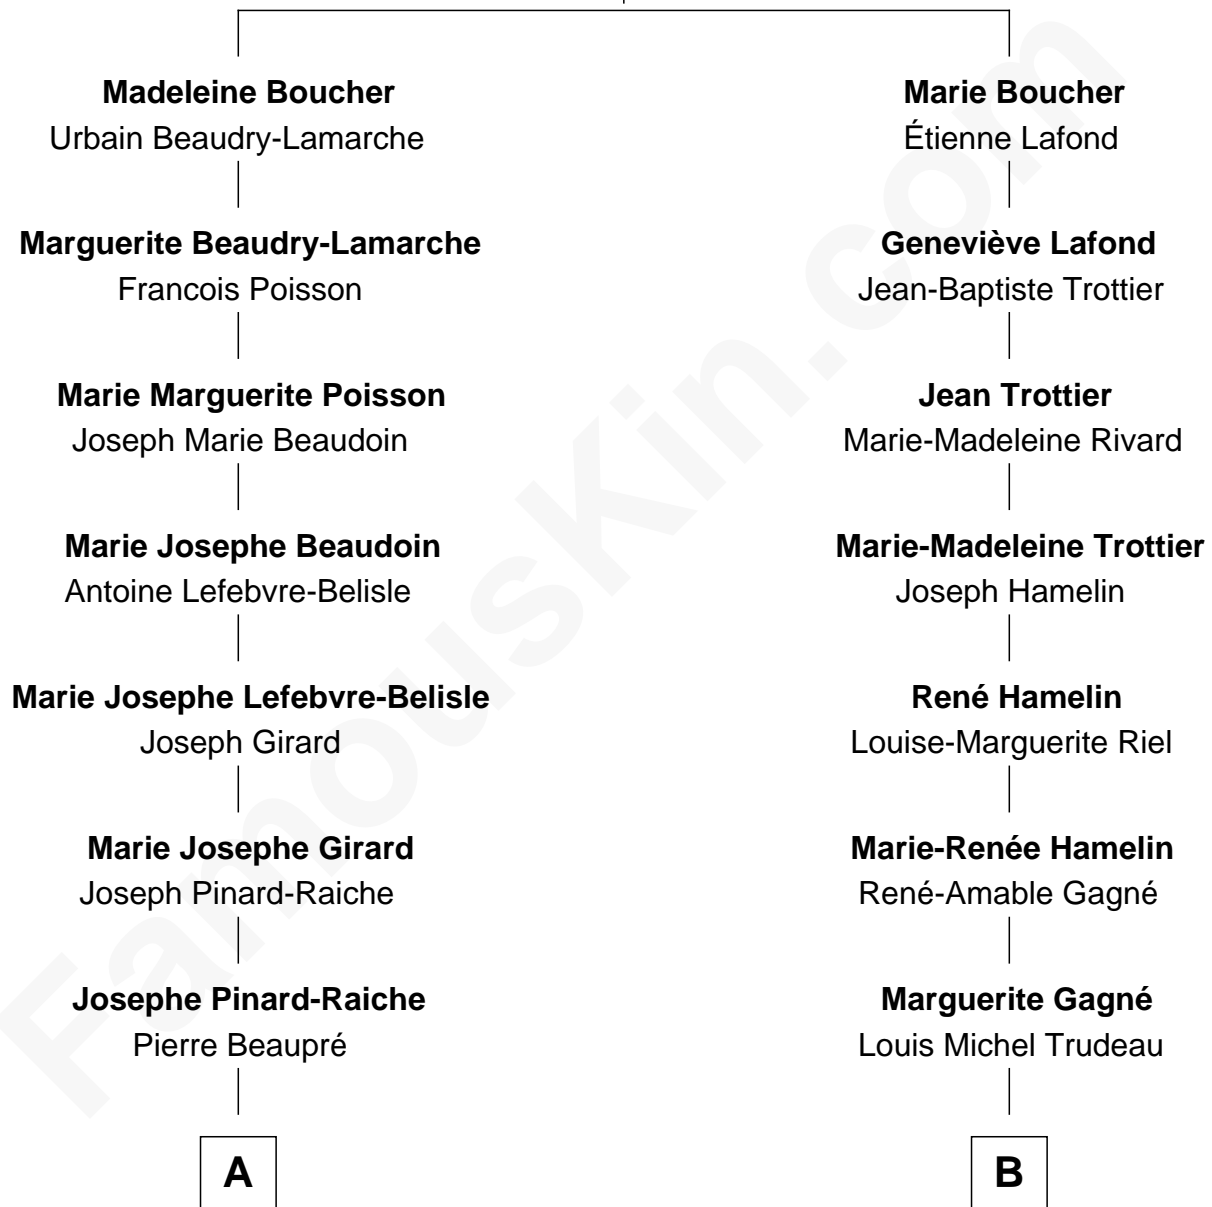 Madeleine Boucher
Urbain Beaudry-Lamarche
Marguerite Beaudry-Lamarche
Francois Poisson
Marie Marguerite Poisson
Joseph Marie Beaudoin
Marie Josephe Beaudoin
Antoine Lefebvre-Belisle
Marie Josephe Lefebvre-Belisle
Joseph Girard
Marie Josephe Girard
Joseph Pinard-Raiche
Josephe Pinard-Raiche
Pierre Beaupré
A
Marie Boucher
Étienne Lafond
Geneviève Lafond
Jean-Baptiste Trottier
Jean Trottier
Marie-Madeleine Rivard
Marie-Madeleine Trottier
Joseph Hamelin
René Hamelin
Louise-Marguerite Riel
Marie-Renée Hamelin
René-Amable Gagné
Marguerite Gagné
Louis Michel Trudeau
B
FamousKin.com